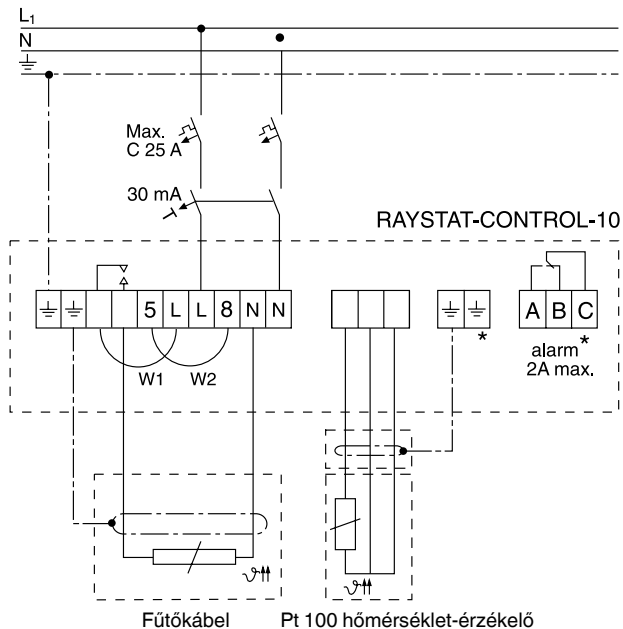 L1
N
Max.
C 25 A
30 mA
RAYSTAT-CONTROL-10
5 L L 8 N N
A B C
*
alarm*
2A max.
W1 W2
Fűtőkábel
Pt 100 hőmérséklet-érzékelő